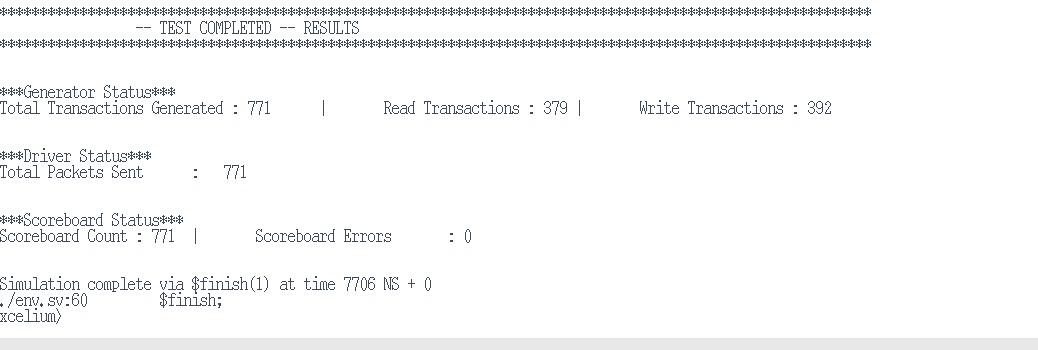 *************************************************************************************************************
-- TEST COMPLETED -- RESULTS
*************************************************************************************************************
***Generator Status***
Total Transactions Generated : 771 | Read Transactions : 379 | Write Transactions : 392
***Driver Status***
Total Packets Sent : 771
***Scoreboard Status***
Scoreboard Count : 771 | Scoreboard Errors : 0
Simulation complete via $finish(1) at time 7706 NS + 0
./env.sv:60 $finish;
xcelium>